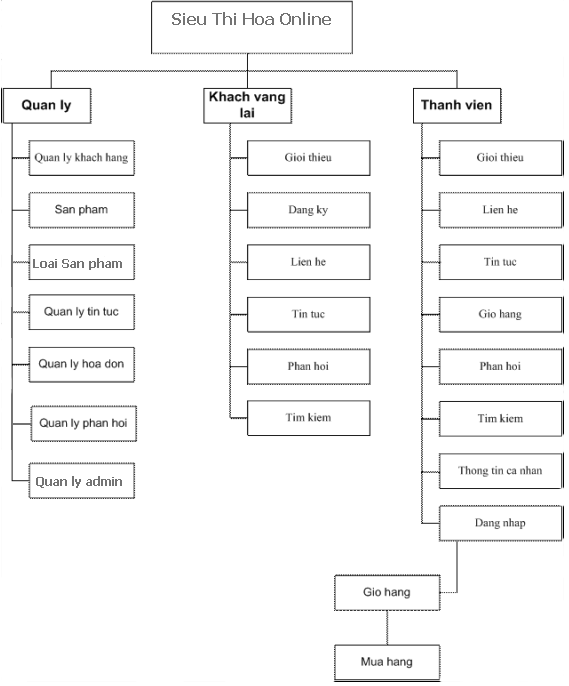 Sieu Thi Hoa Online
Quan ly
Khach vang
lai
Thanh vien
Quan ly khach hang
San pham
Loai San pham
Quan ly tin tuc
Quan ly hoa don
Quan ly phan hoi
Quan ly admin
Gioi thieu
Dang ky
Lien he
Tin tuc
Phan hoi
Tim kiem
Gioi thieu
Lien he
Tin tuc
Gio hang
Phan hoi
Tim kiem
Thong tin ca nhan
Dang nhap
Gio hang
Mua hang